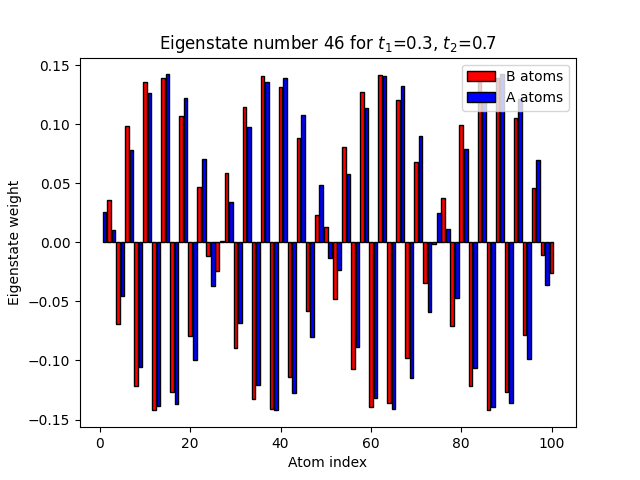 Eigenstate number 46 for t₁=0.3, t₂=0.7
B atoms
A atoms
Eigenstate weight
0.15
0.10
0.05
0.00
−0.05
−0.10
−0.15
0 20 40 60 80 100
Atom index